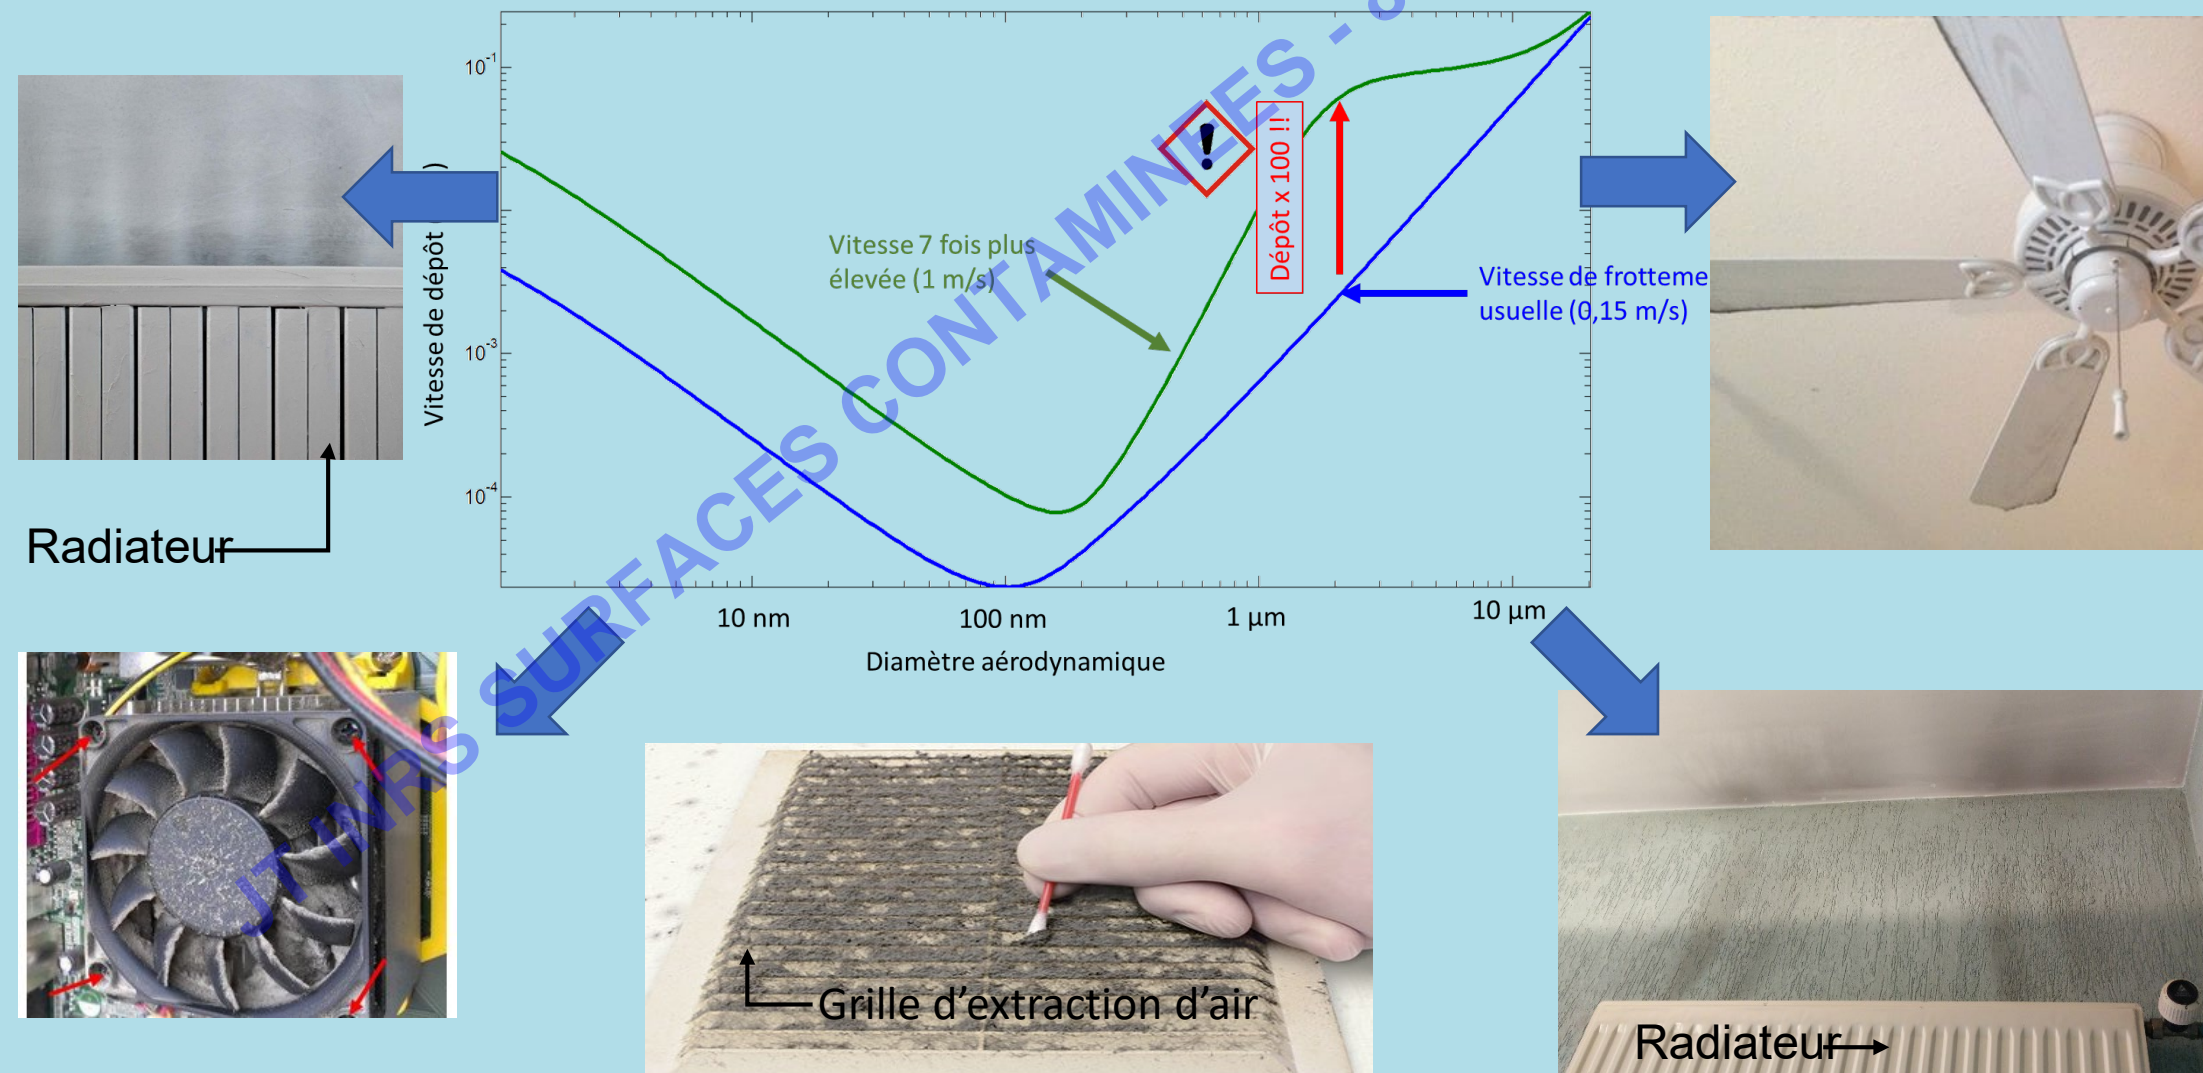 10-1
10-3
10-4
Vitesse de dépôt ( )
Vitesse 7 fois plus
élevée (1 m/s)
Dépôt x 100 !!
!
Vitesse de frotteme
usuelle (0,15 m/s)
10 nm
100 nm
1 µm
10 µm
Diamètre aérodynamique
Radiateur
Grille d’extraction d’air
Radiateur
JT INRS SURFACES CONTAMINEES -